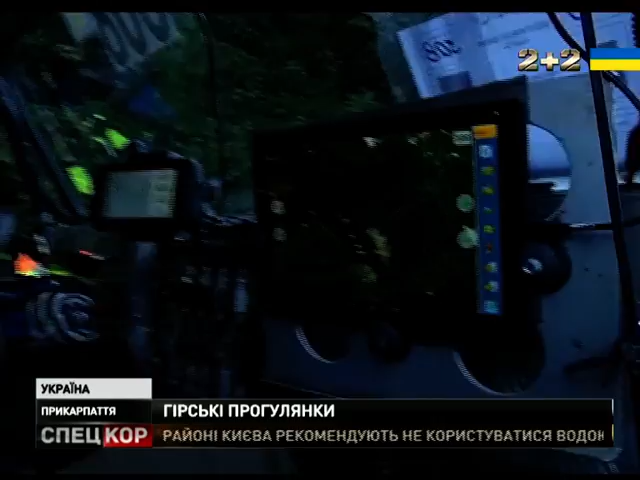 2+2
УКРАЇНА
ПРИКАРПАТТЯ
ГІРСЬКІ ПРОГУЛЯНКИ
СПЕЦКОР
РАЙОНІ КИЄВА РЕКОМЕНДУЮТЬ НЕ КОРИСТУВАТИСЯ ВОДОЮ